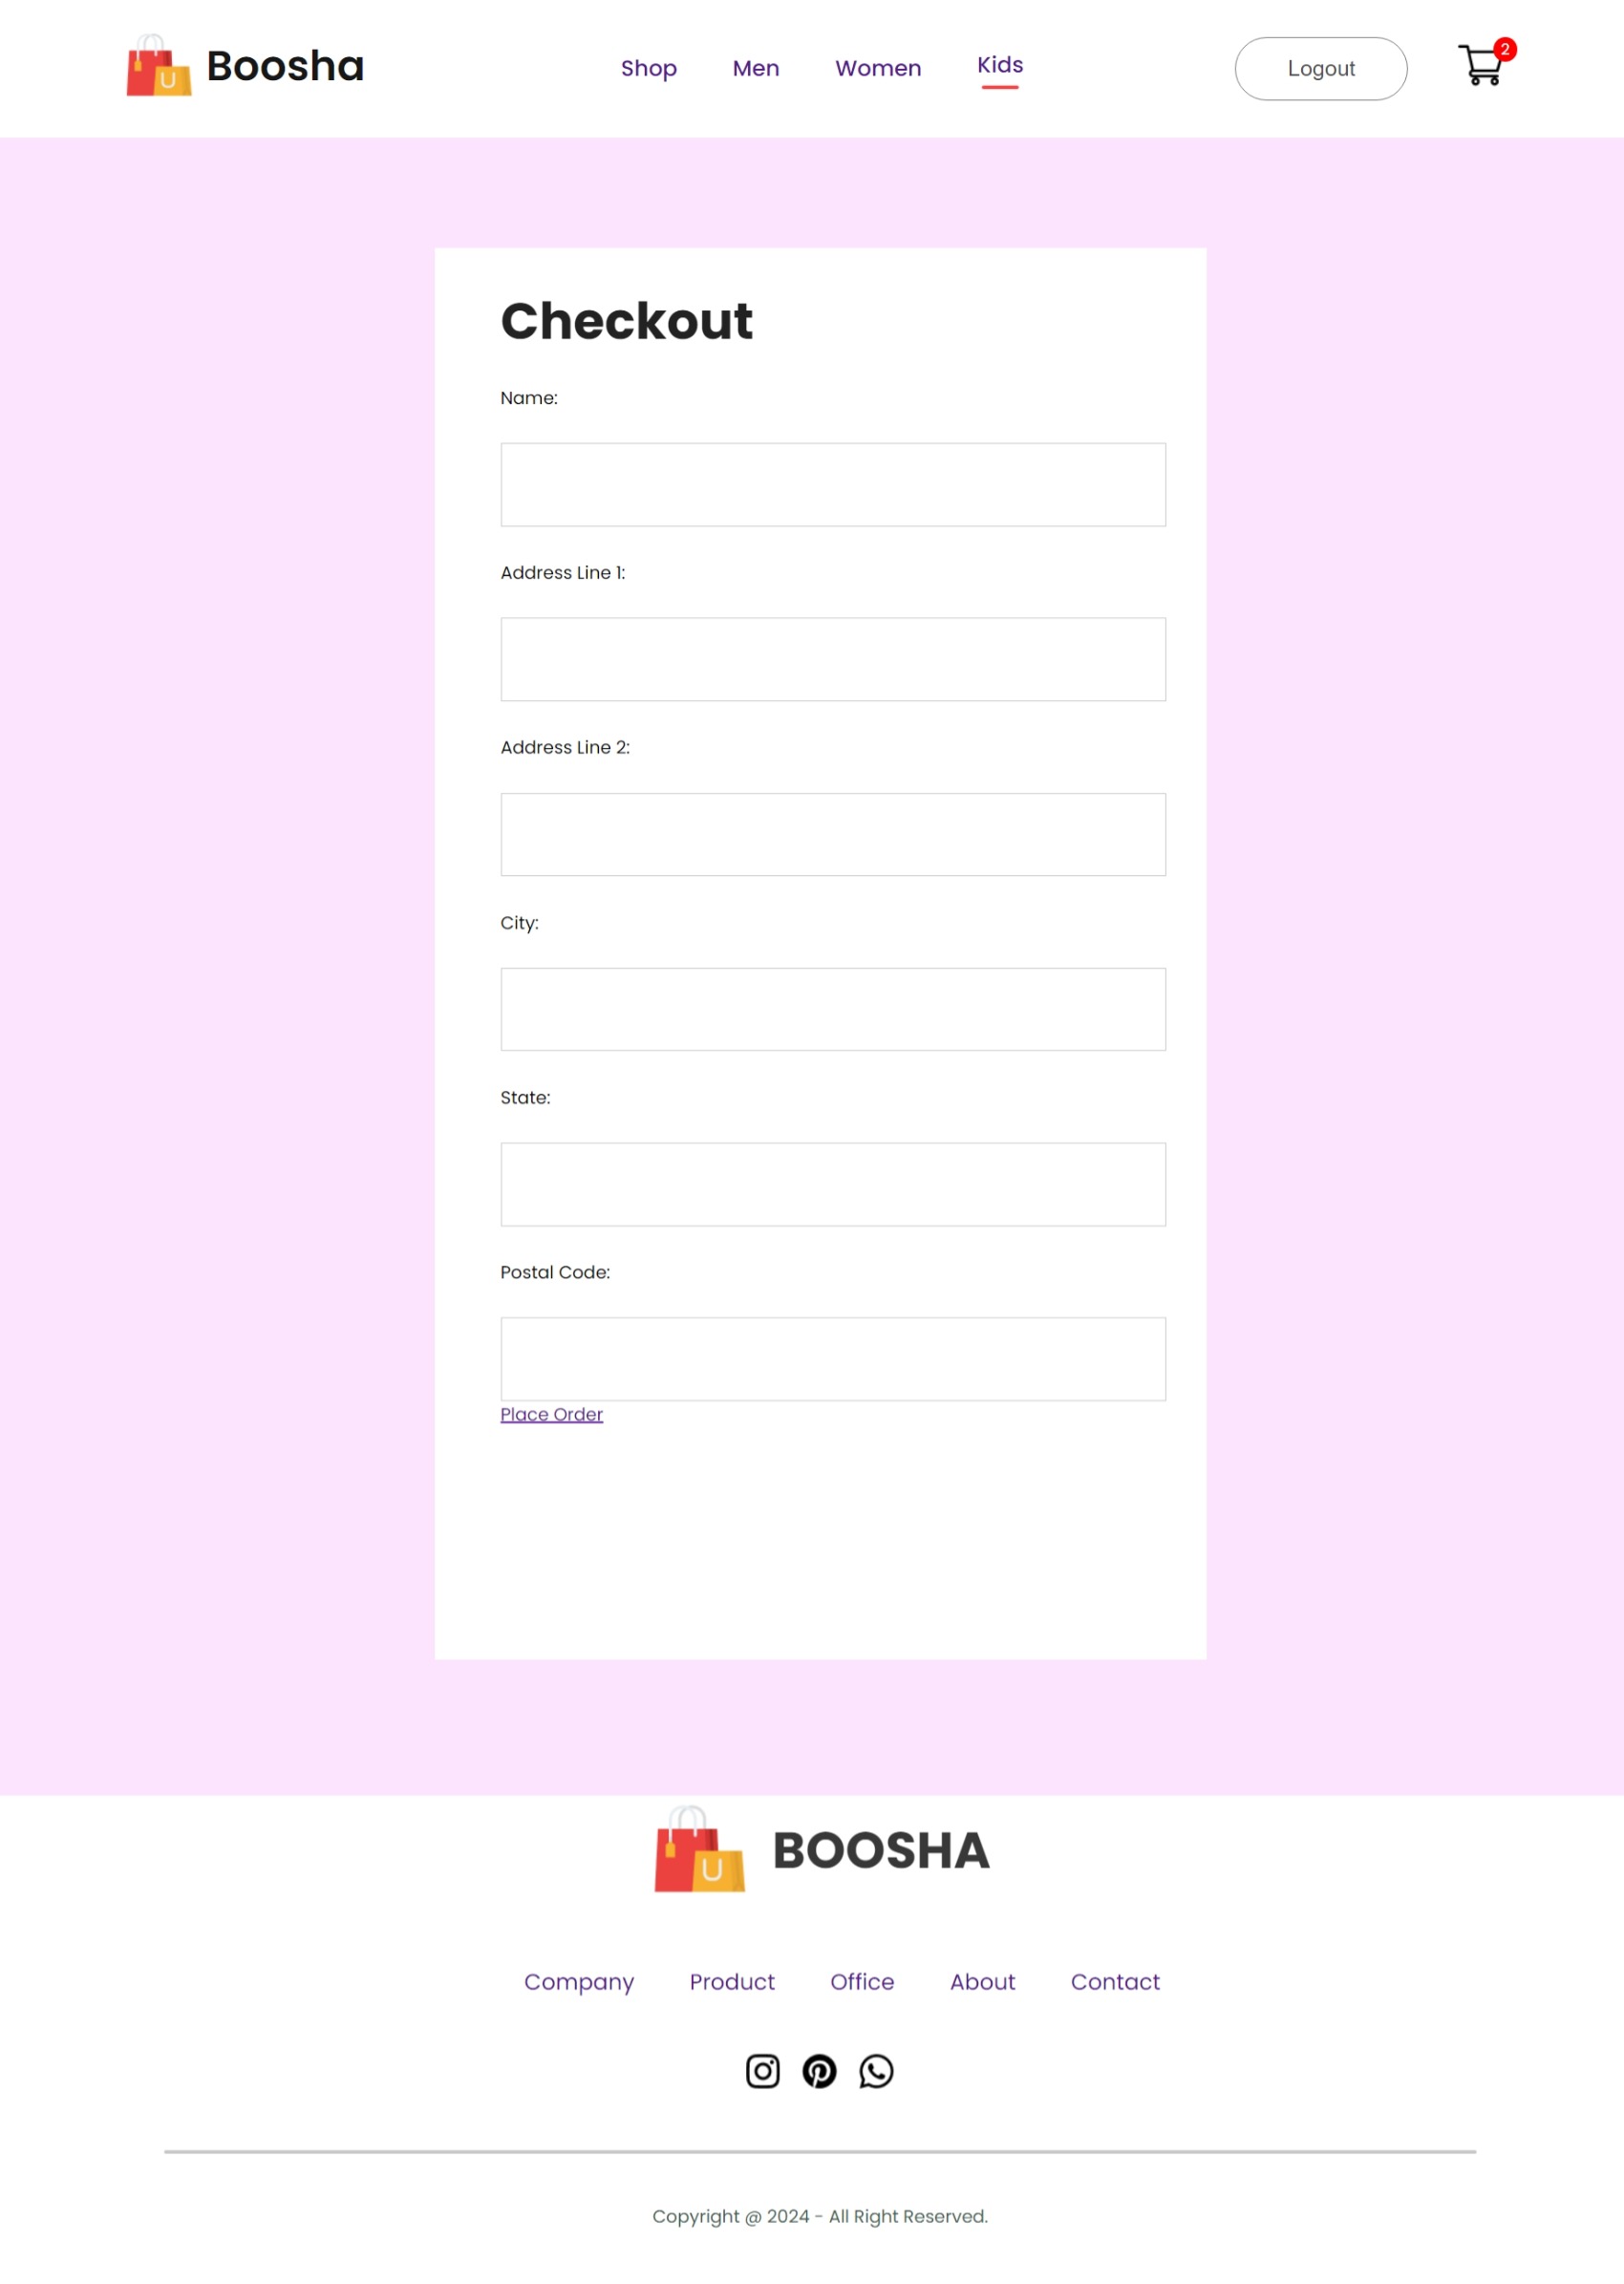 Boosha
Shop Men Women Kids
Logout
2
Checkout
Name:
Address Line 1:
Address Line 2:
City:
State:
Postal Code:
Place Order
U BOOSHA
Company Product Office About Contact
Copyright @ 2024 - All Right Reserved.